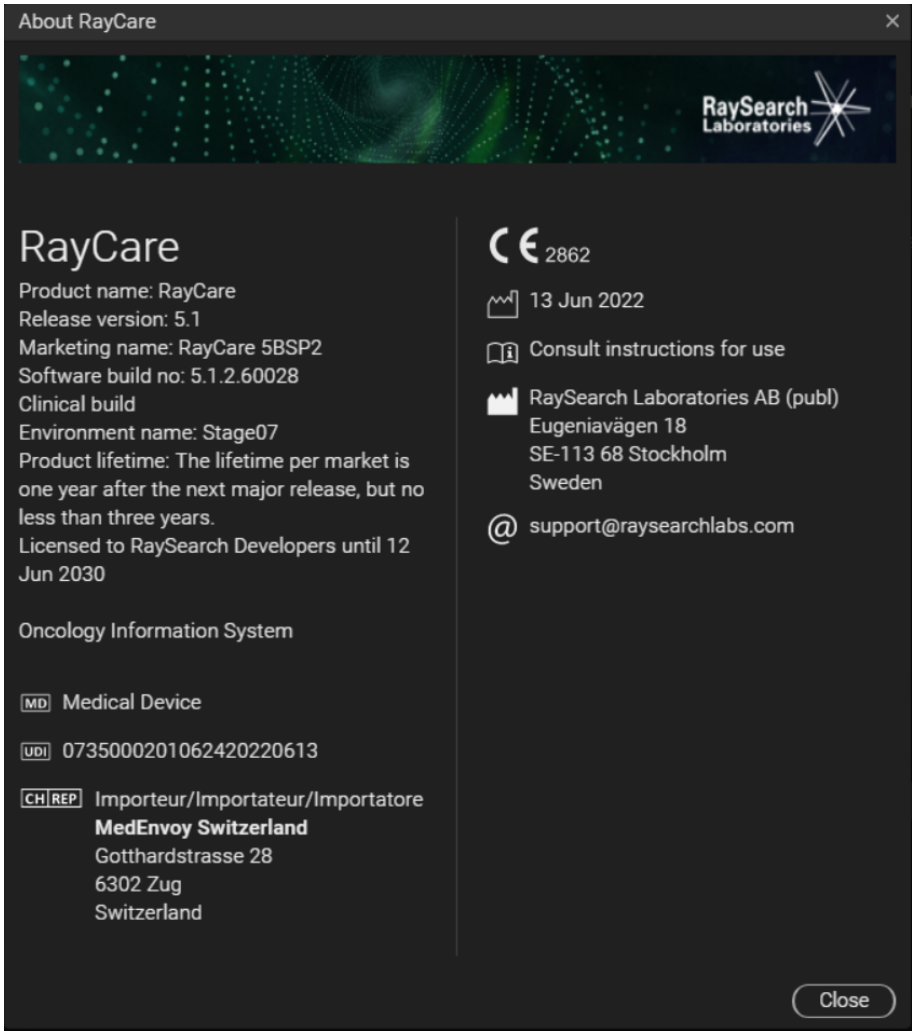 About RayCare
RaySearch
Laboratories
RayCare
Product name: RayCare
Release version: 5.1
Marketing name: RayCare 5BSP2
Software build no: 5.1.2.60028
Clinical build
Environment name: Stage07
Product lifetime: The lifetime per market is
one year after the next major release, but no
less than three years.
Licensed to RaySearch Developers until 12
Jun 2030
Oncology Information System
MD Medical Device
UDI 0735000201062420220613
CH REP Importeur/Importateur/Importatore
MedEnvoy Switzerland
Gotthardstrasse 28
6302 Zug
Switzerland
CE 2862
13 Jun 2022
Consult instructions for use
RaySearch Laboratories AB (publ)
Eugeniavägen 18
SE-113 68 Stockholm
Sweden
@ support@raysearchlabs.com
Close